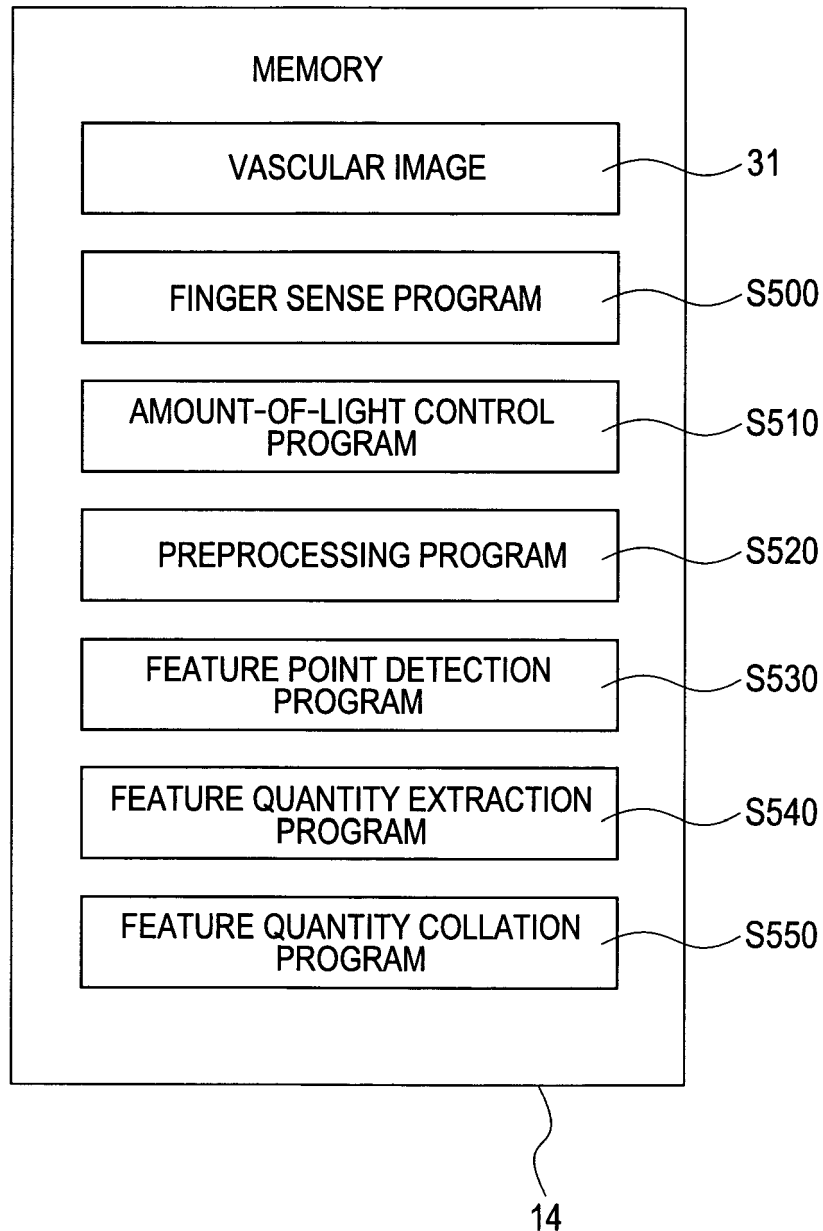 MEMORY
VASCULAR IMAGE
31
FINGER SENSE PROGRAM
S500
AMOUNT-OF-LIGHT CONTROL
PROGRAM
S510
PREPROCESSING PROGRAM
S520
FEATURE POINT DETECTION
PROGRAM
S530
FEATURE QUANTITY EXTRACTION
PROGRAM
S540
FEATURE QUANTITY COLLATION
PROGRAM
S550
14